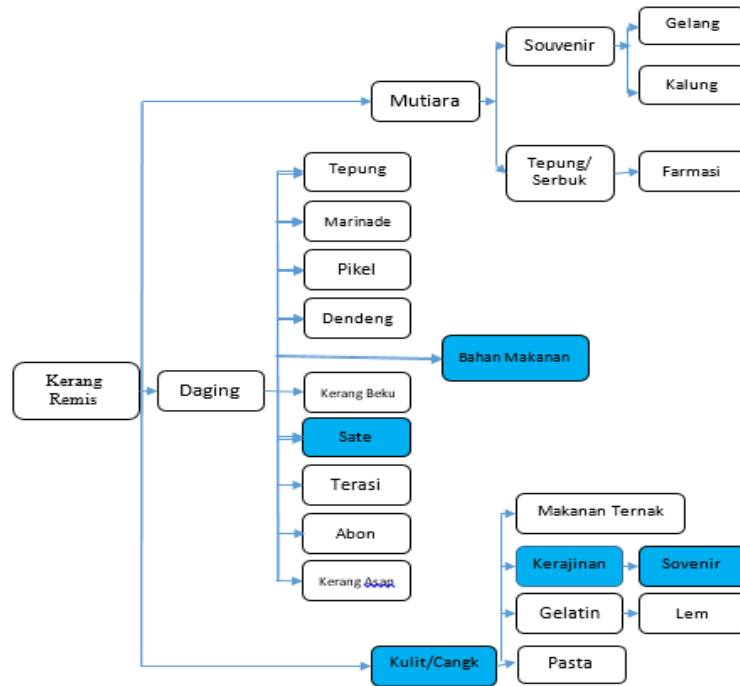 Gelang
Souvenir
Kalung
Mutiara
Tepung/
Serbuk
Farmasi
Tepung
Marinade
Pikel
Dendeng
Bahan Makanan
Kerang
Remis
Daging
Kerang Beku
Sate
Terasi
Abon
Kerang Asap
Makanan Ternak
Kerajinan
Sovenir
Gelatin
Lem
Kulit/Cangk
Pasta